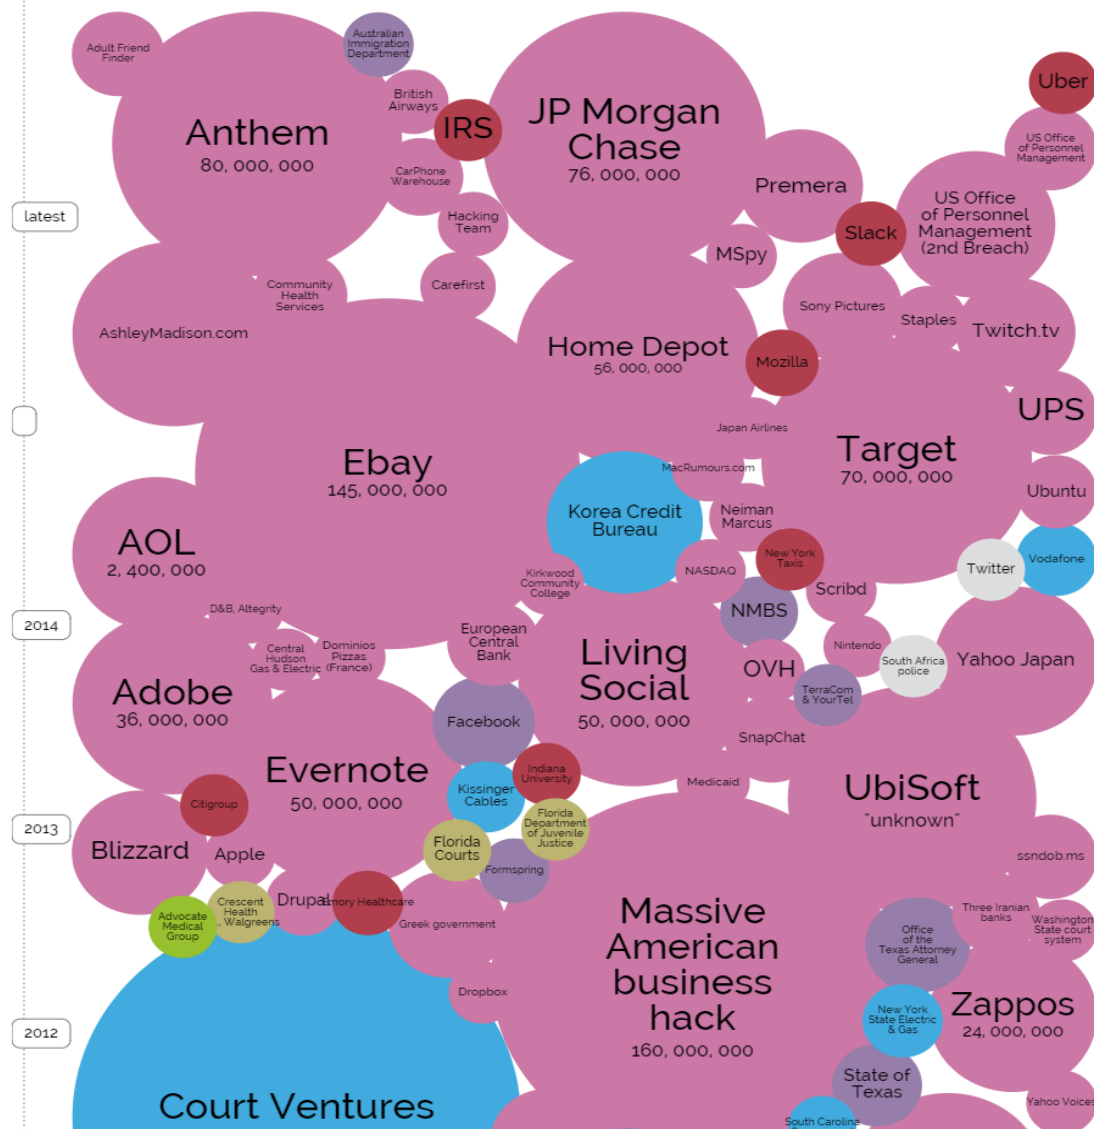 Adult Friend
Finder
Australian
Immigration
Department
British
Airways
Anthem
80, 000, 000
IRS
JP Morgan
Chase
76, 000, 000
Uber
US Office
of Personnel
Management
CarPhone
Warehouse
Premera
latest
Hacking
Team
Slack
US Office
of Personnel
Management
(2nd Breach)
MSpy
Community
Health
Services
Carefirst
Sony Pictures
Staples
Twitch.tv
AshleyMadison.com
Home Depot
56, 000, 000
Mozilla
UPS
Japan Airlines
Target
70, 000, 000
Ebay
145, 000, 000
MacRumours.com
Ubuntu
Korea Credit
Bureau
Neiman
Marcus
AOL
2, 400, 000
New York
Taxis
Twitter
Vodafone
Kirkwood
Community
College
NASDAQ
Scribd
D&B, Altegrity
NMBS
2014
European
Central
Bank
Central
Hudson
Gas & Electric
Dominios
Pizzas
(France)
Living
Social
50, 000, 000
Nintendo
OVH
South Africa
police
Yahoo Japan
Adobe
36, 000, 000
TerraCom
& YourTel
Facebook
SnapChat
Evernote
50, 000, 000
Indiana
University
Medicaid
UbiSoft
"unknown"
Kissinger
Cables
Citigroup
2013
Florida
Department
of Juvenile
Justice
Blizzard
Apple
Florida
Courts
ssndob.ms
Formspring
Drupal
Emory Healthcare
Crescent
Health
., Walgreens
Advocate
Medical
Group
Greek government
Massive
American
business
hack
160, 000, 000
Three Iranian
banks
Washington
State court
system
Office
of the
Texas Attorney
General
Dropbox
Zappos
24, 000, 000
New York
State Electric
& Gas
2012
State of
Texas
Court Ventures
Yahoo Voices
South Carolina